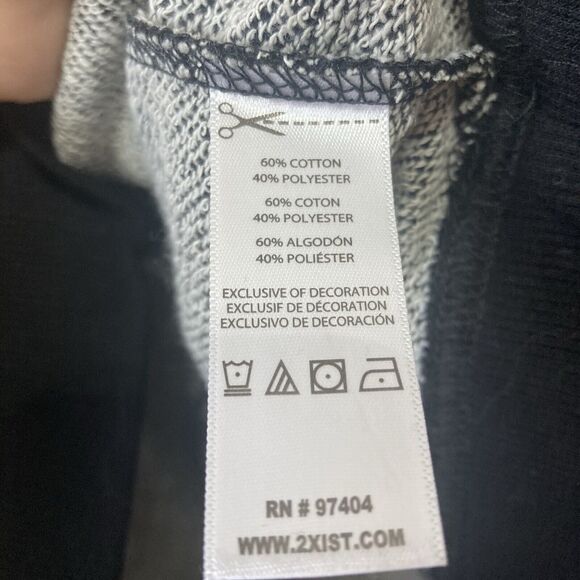 60% COTTON
40% POLYESTER
60% COTON
40% POLYESTER
60% ALGODÓN
40% POLIÉSTER
EXCLUSIVE OF DECORATION
EXCLUSIF DE DÉCORATION
EXCLUSIVO DE DECORACIÓN
RN # 97404
WWW.2XIST.COM